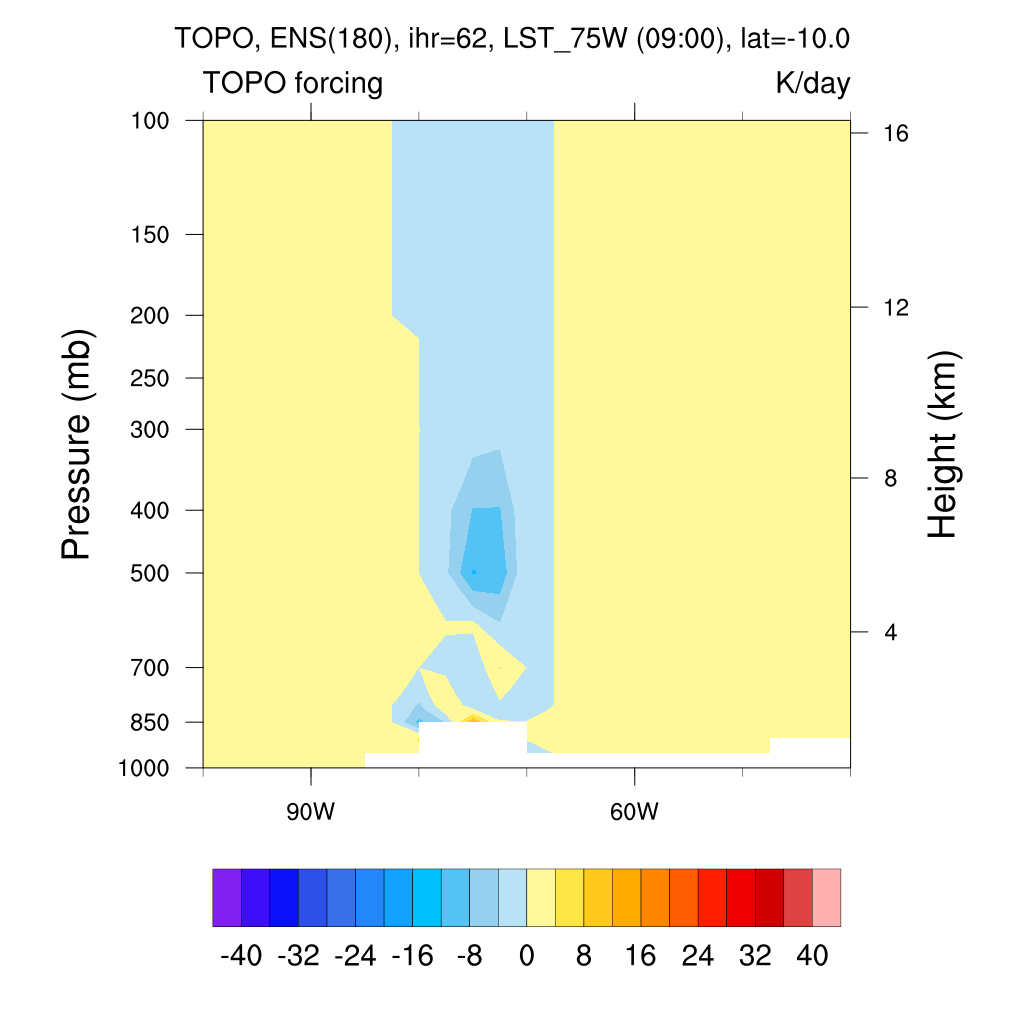 TOPO, ENS(180), ihr=62, LST_75W (09:00), lat=-10.0
TOPO forcing K/day
100
150
200
250
300
400
500
700
850
1000
Pressure (mb)
16
12
8
4
Height (km)
90W 60W
-40 -32 -24 -16 -8 0 8 16 24 32 40